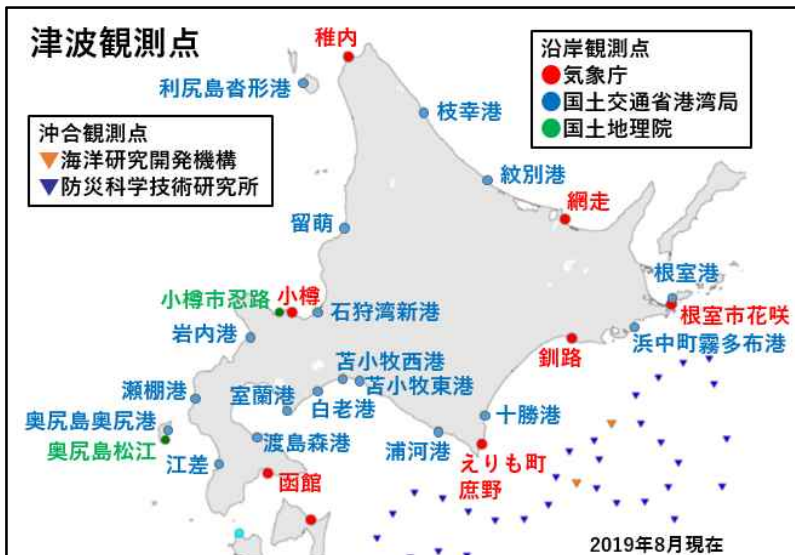 津波観測点
稚内
沿岸観測点
気象庁
国土交通省港湾局
国土地理院
利尻島沓形港
枝幸港
沖合観測点
海洋研究開発機構
防災科学技術研究所
紋別港
網走
留萌
根室港
小樽市忍路
小樽
石狩湾新港
根室市花咲
岩内港
釧路
浜中町霧多布港
苫小牧西港
苫小牧東港
瀬棚港
室蘭港
白老港
十勝港
奥尻島奥尻港
渡島森港
浦河港
奥尻島松江
江差
函館
えりも町
庶野
2019年8月現在